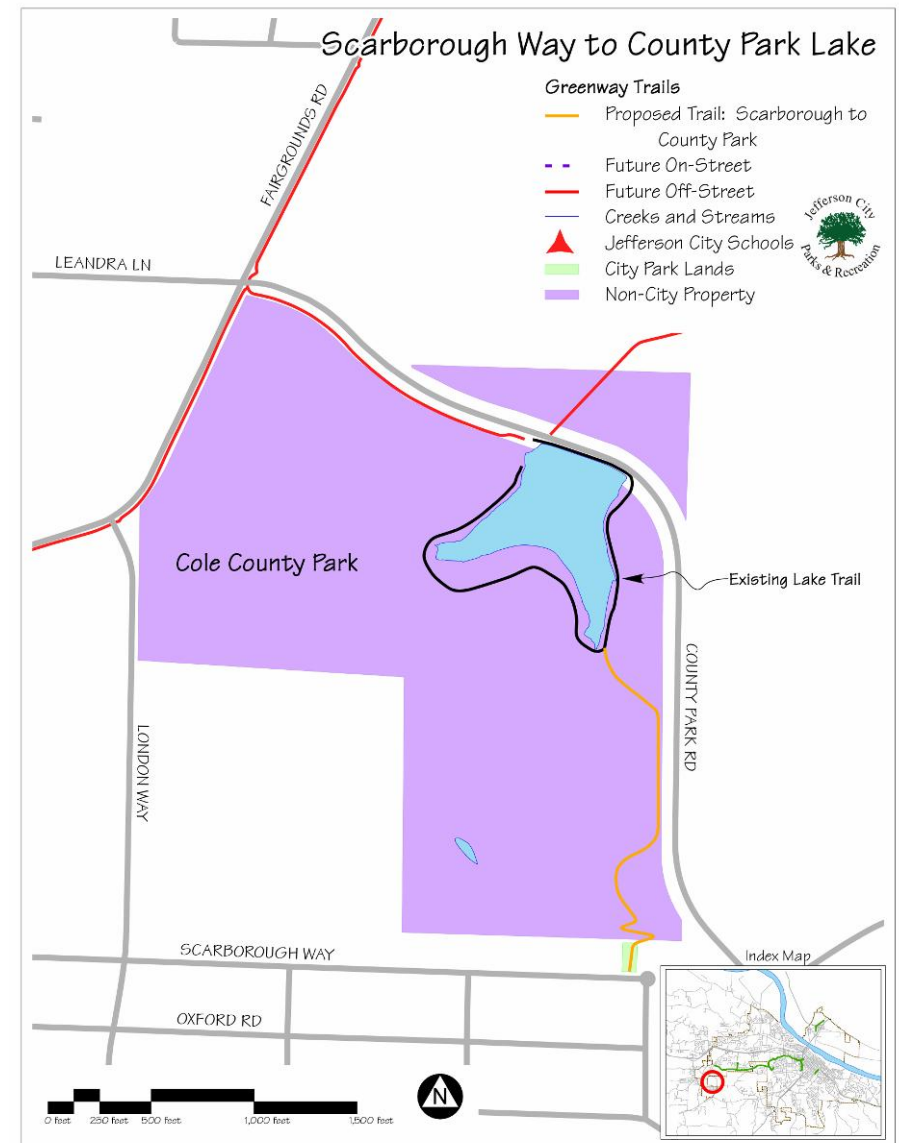 Scarborough Way to County Park Lake
Greenway Trails
Proposed Trail: Scarborough to
County Park
Future On-Street
Future Off-Street
Creeks and Streams
Jefferson City Schools
City Park Lands
Non-City Property
Jefferson City
Parks & Recreation
FAIRGROUNDS RD
LEANDRA LN
Cole County Park
Existing Lake Trail
COUNTY PARK RD
LONDON WAY
SCARBOROUGH WAY
Index Map
OXFORD RD
N
0 feet 250 feet 500 feet 1,000 feet 1,500 feet